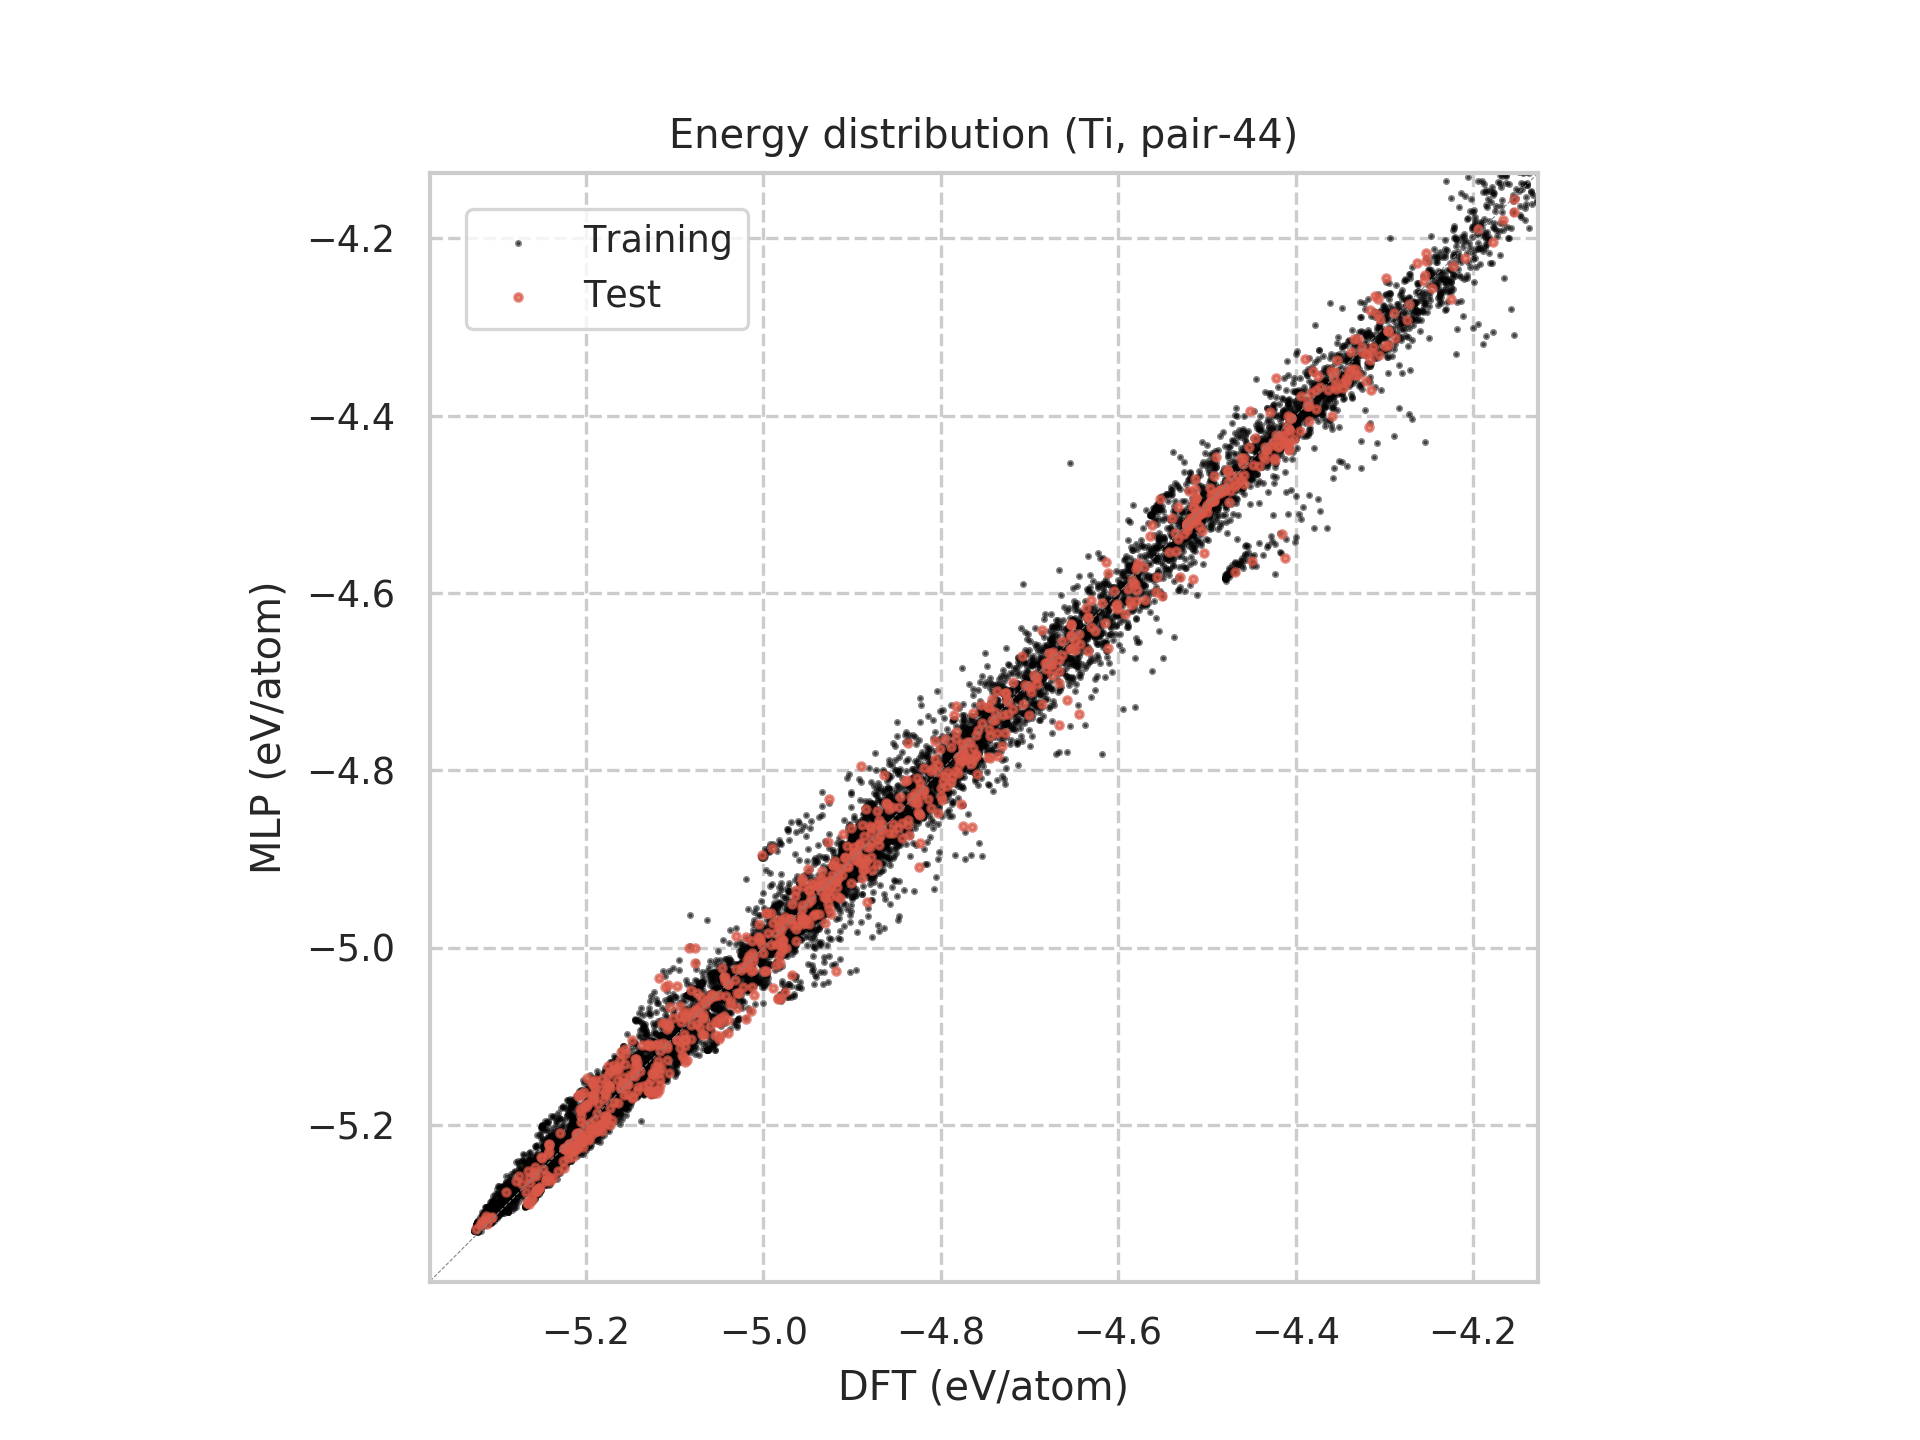 Energy distribution (Ti, pair-44)
Training
Test
−4.2
−4.4
−4.6
−4.8
−5.0
−5.2
MLP (eV/atom)
−5.2 −5.0 −4.8 −4.6 −4.4 −4.2
DFT (eV/atom)